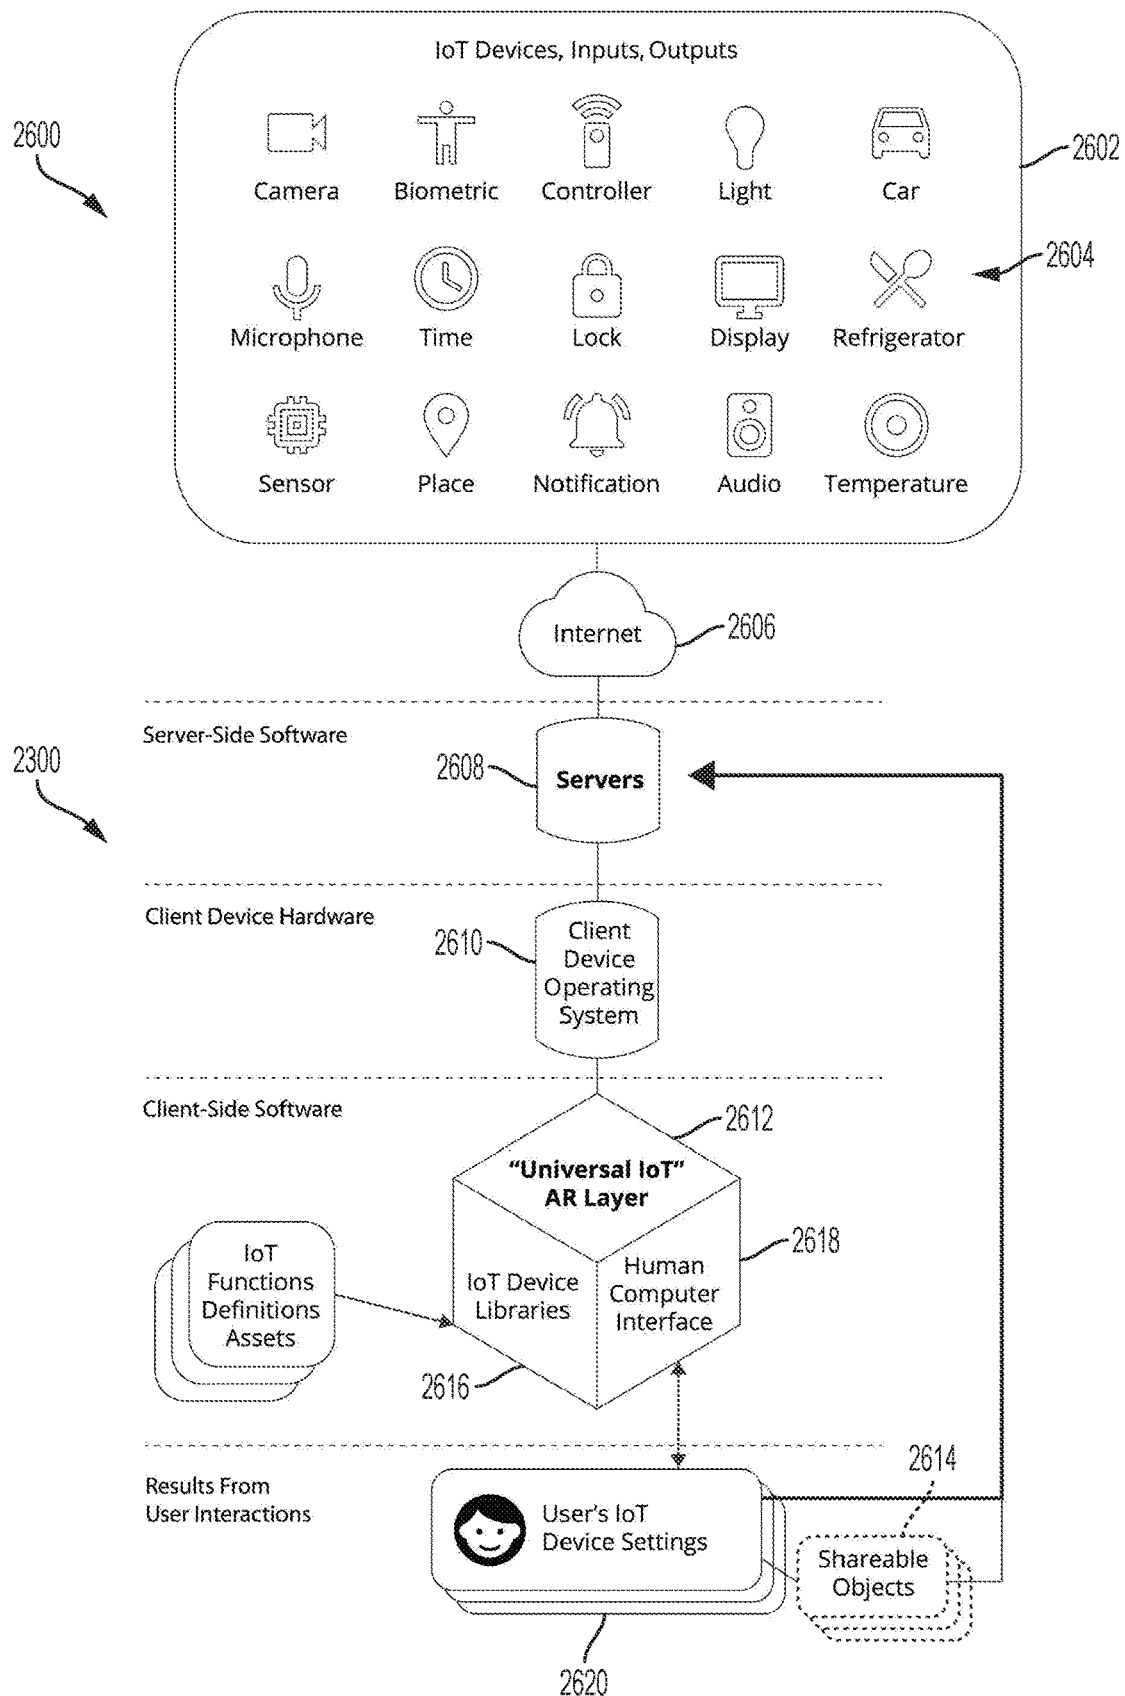 IoT Devices, Inputs, Outputs
2600
2602
Camera
Biometric
Controller
Light
Car
2604
Microphone
Time
Lock
Display
Refrigerator
Sensor
Place
Notification
Audio
Temperature
Internet
2606
Server-Side Software
2300
2608
Servers
Client Device Hardware
2610
Client
Device
Operating
System
Client-Side Software
2612
“Universal IoT”
AR Layer
2618
IoT
Functions
Definitions
Assets
IoT Device
Libraries
Human
Computer
Interface
2616
Results From
User Interactions
2614
User's IoT
Device Settings
Shareable
Objects
2620